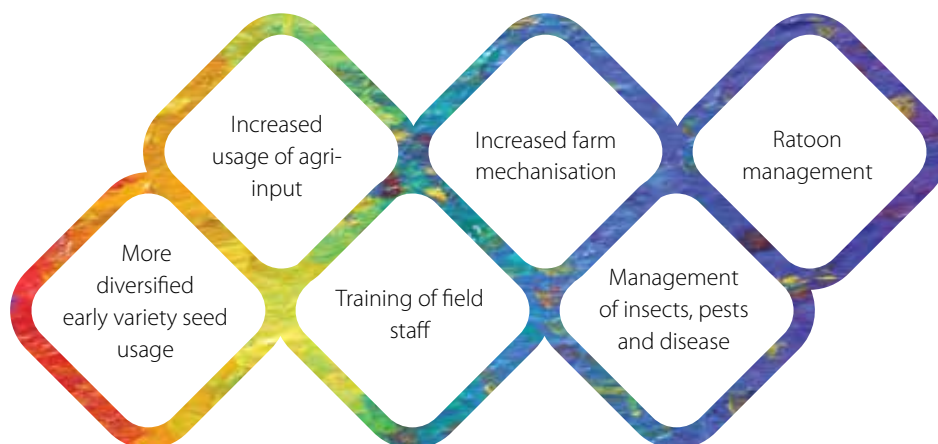 Increased
usage of agri-
input
Increased farm
mechanisation
Ratoon
management
More
diversified
early variety seed
usage
Training of field
staff
Management
of insects, pests
and disease